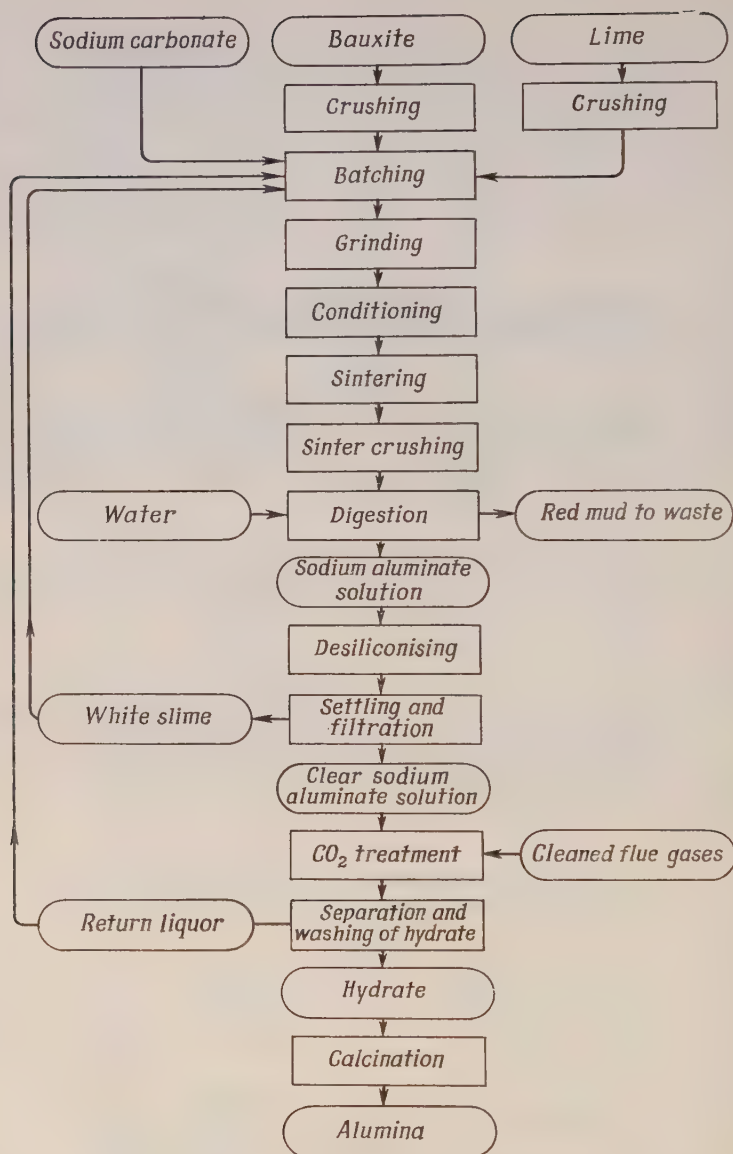 Sodium carbonate
Bauxite
Lime
Crushing
Crushing
Batching
Grinding
Conditioning
Sintering
Sinter crushing
Water
Digestion
Red mud to waste
Sodium aluminate
solution
Desiliconising
White slime
Settling and
filtration
Clear sodium
aluminate solution
CO₂ treatment
Cleaned flue gases
Return liquor
Separation and
washing of hydrate
Hydrate
Calcination
Alumina